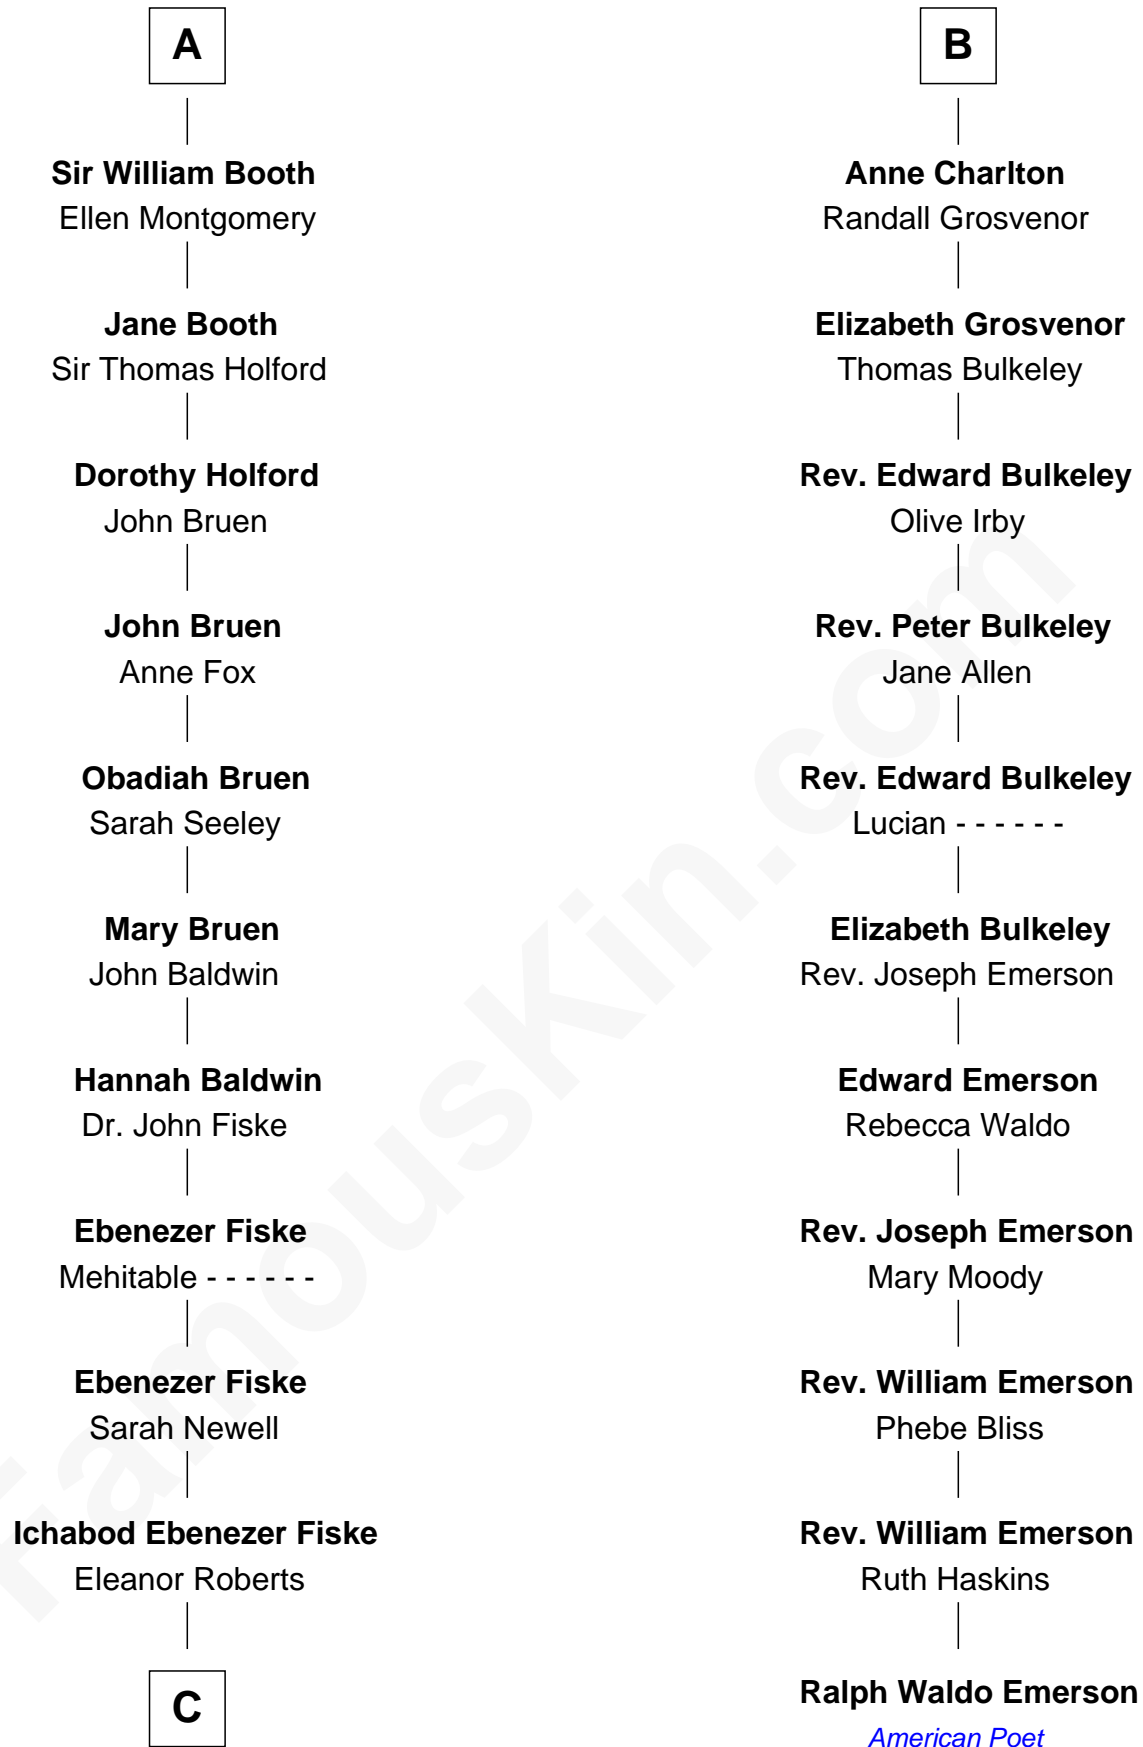 A
Sir William Booth
Ellen Montgomery
Jane Booth
Sir Thomas Holford
Dorothy Holford
John Bruen
John Bruen
Anne Fox
Obadiah Bruen
Sarah Seeley
Mary Bruen
John Baldwin
Hannah Baldwin
Dr. John Fiske
Ebenezer Fiske
Mehitable - - - - - -
Ebenezer Fiske
Sarah Newell
Ichabod Ebenezer Fiske
Eleanor Roberts
C
B
Anne Charlton
Randall Grosvenor
Elizabeth Grosvenor
Thomas Bulkeley
Rev. Edward Bulkeley
Olive Irby
Rev. Peter Bulkeley
Jane Allen
Rev. Edward Bulkeley
Lucian - - - - - -
Elizabeth Bulkeley
Rev. Joseph Emerson
Edward Emerson
Rebecca Waldo
Rev. Joseph Emerson
Mary Moody
Rev. William Emerson
Phebe Bliss
Rev. William Emerson
Ruth Haskins
Ralph Waldo Emerson
American Poet
FamousKin.com